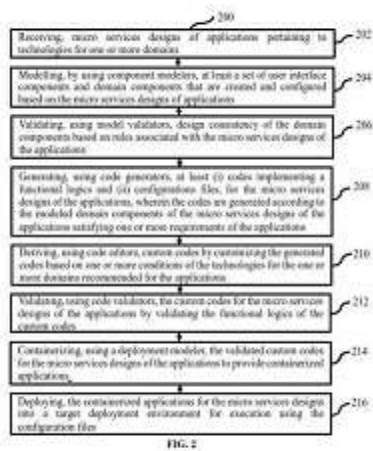 200
Receiving, micro services designs of applications pertaining to
technologies for one or more domains
202
Modelling, by using component modelers, at least a set of user interface
components and domain components that are created and configured
based on the micro services designs of applications
204
Validating, using model validators, design consistency of the domain
components based on rules associated with the micro services designs of
the applications
206
Generating, using code generators, at least (i) codes implementing a
functional logics and (ii) configurations files, for the micro services
designs of the applications, wherein the codes are generated according to
the modeled domain components of the micro services designs of the
applications satisfying one or more requirements of the applications
208
Deriving, using code editors, custom codes by customizing the generated
codes based on one or more conditions of the technologies for the one or
more domains recommended for the applications
210
Validating, using code validators, the custom codes for the micro services
designs of the applications by validating the functional logics of the
custom codes
212
Containerizing, using a deployment modeler, the validated custom codes
for the micro services designs of the applications to provide containerized
applications
214
Deploying, the containerized applications for the micro services designs
into a target deployment environment for execution using the
configuration files
216
FIG. 2